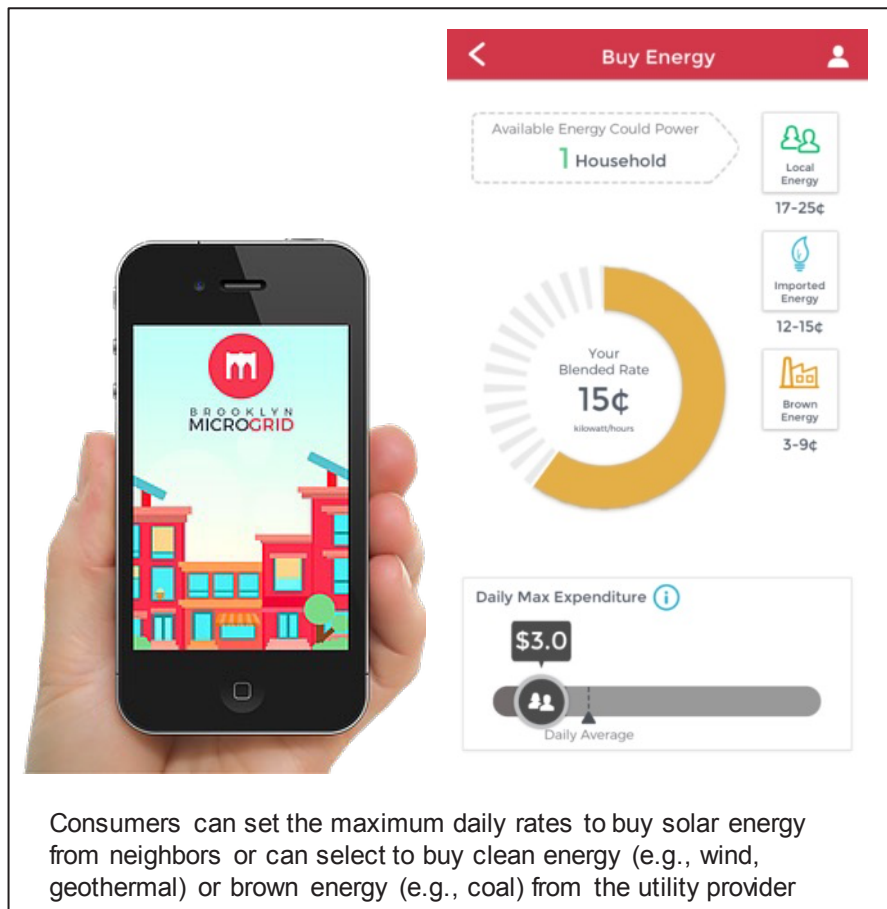 Buy Energy
Available Energy Could Power
1 Household
Local
Energy
17-25¢
Imported
Energy
12-15¢
Brown
Energy
3-9¢
Your
Blended Rate
15¢
kilowatt/hours
BROOKLYN
MICROGRID
Daily Max Expenditure i
$3.0
Daily Average
Consumers can set the maximum daily rates to buy solar energy
from neighbors or can select to buy clean energy (e.g., wind,
geothermal) or brown energy (e.g., coal) from the utility provider